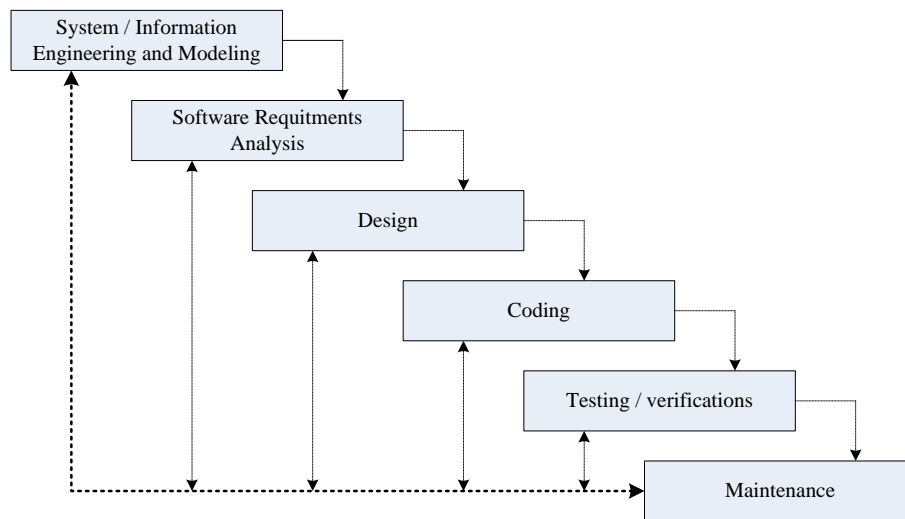 System / Information
Engineering and Modeling
Software Requitments
Analysis
Design
Coding
Testing / verifications
Maintenance